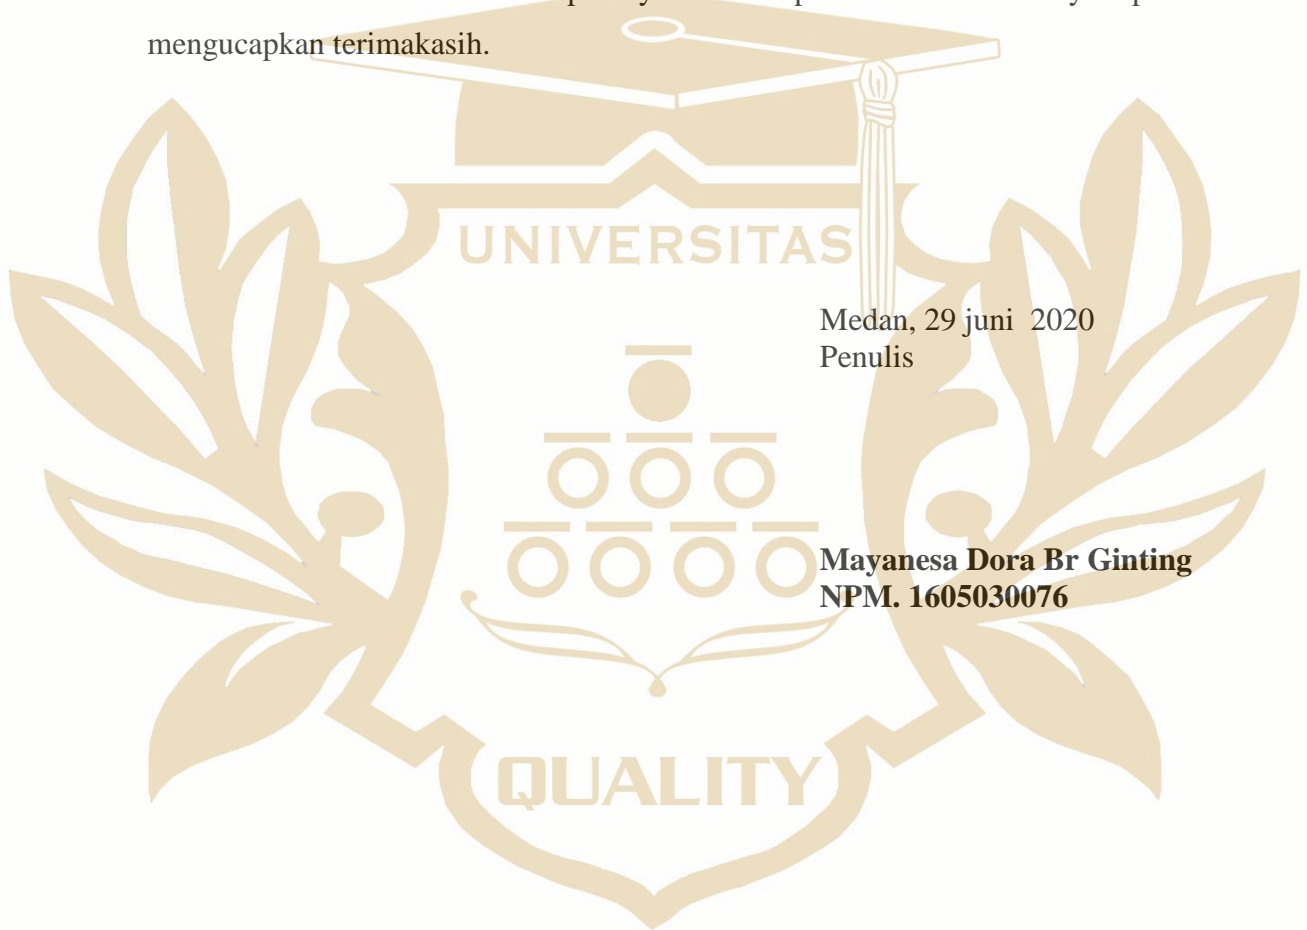 mengucapkan terimakasih.
UNIVERSITAS
Medan, 29 juni 2020
Penulis
Mayanesa Dora Br Ginting
NPM. 1605030076
QUALITY